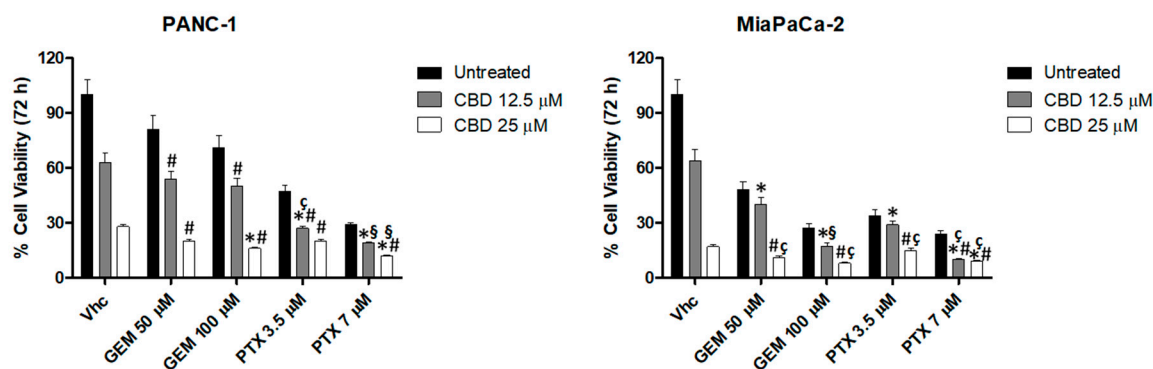 PANC-1
% Cell Viability (72 h)
120
90
60
30
0
Untreated
CBD 12.5 µM
CBD 25 µM
#
#
#
*#
ç
*#
#
*§
§
*#
Vhc
GEM 50 µM
GEM 100 µM
PTX 3.5 µM
PTX 7 µM
MiaPaCa-2
% Cell Viability (72 h)
120
90
60
30
0
Untreated
CBD 12.5 µM
CBD 25 µM
*
#ç
*§
#ç
*
#ç
ç
*#
ç
*#
Vhc
GEM 50 µM
GEM 100 µM
PTX 3.5 µM
PTX 7 µM